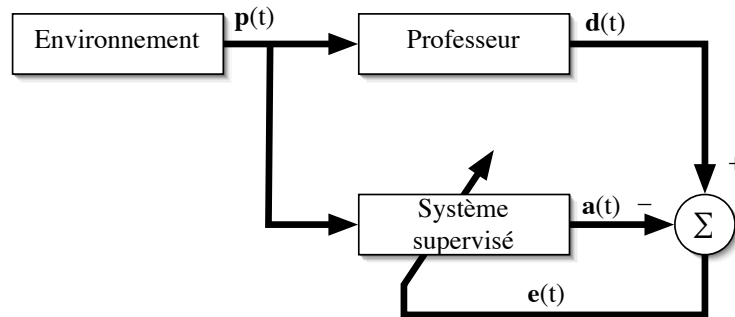 Environnement
p(t)
Professeur
d(t)
+
Système
supervisé
a(t)
−
Σ
e(t)